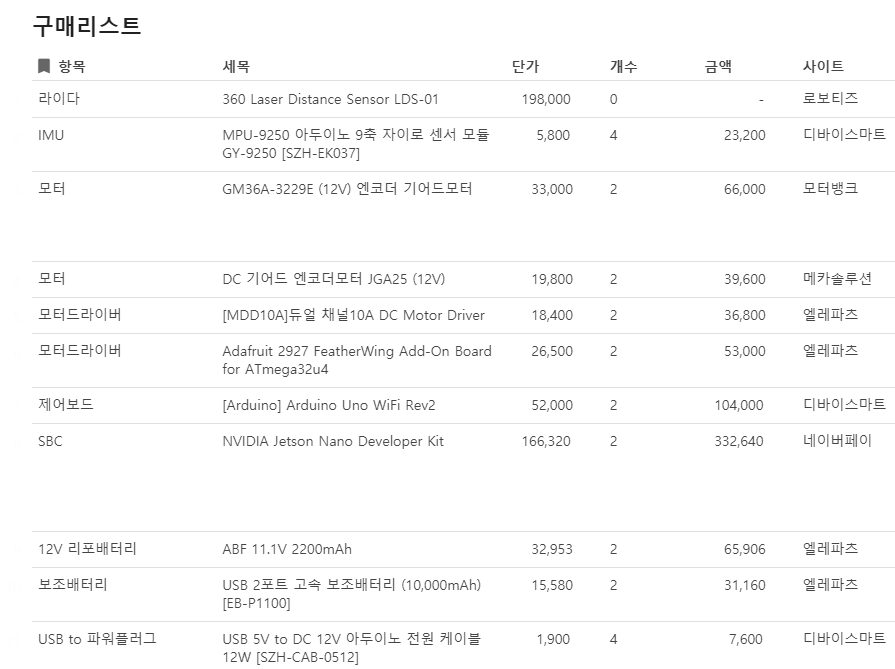 구매리스트
항목 세목 단가 개수 금액 사이트
라이다 360 Laser Distance Sensor LDS-01 198,000 0 - 로보티즈
IMU MPU-9250 아두이노 9축 자이로 센서 모듈 5,800 4 23,200 디바이스마트
GY-9250 [SZH-EK037]
모터 GM36A-3229E (12V) 엔코더 기어드모터 33,000 2 66,000 모터뱅크
모터 DC 기어드 엔코더모터 JGA25 (12V) 19,800 2 39,600 메카솔루션
모터드라이버 [MDD10A]듀얼 채널10A DC Motor Driver 18,400 2 36,800 엘레파츠
모터드라이버 Adafruit 2927 FeatherWing Add-On Board 26,500 2 53,000 엘레파츠
for ATmega32u4
제어보드 [Arduino] Arduino Uno WiFi Rev2 52,000 2 104,000 디바이스마트
SBC NVIDIA Jetson Nano Developer Kit 166,320 2 332,640 네이버페이
12V 리포배터리 ABF 11.1V 2200mAh 32,953 2 65,906 엘레파츠
보조배터리 USB 2포트 고속 보조배터리 (10,000mAh) 15,580 2 31,160 엘레파츠
[EB-P1100]
USB to 파워플러그 USB 5V to DC 12V 아두이노 전원 케이블 1,900 4 7,600 디바이스마트
12W [SZH-CAB-0512]